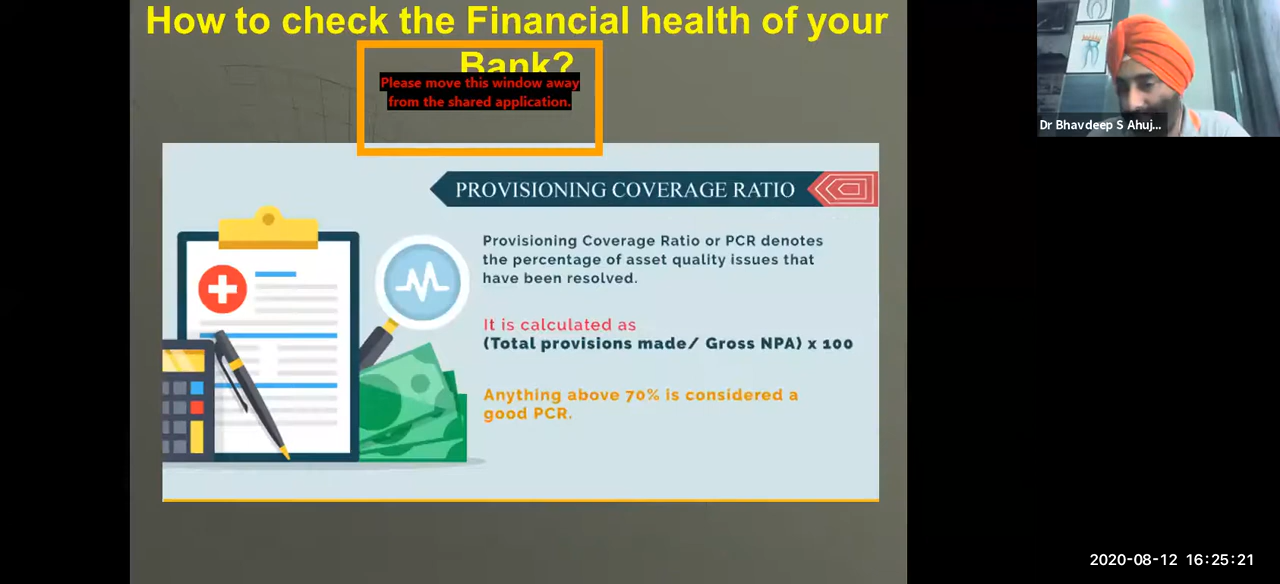 How to check the Financial health of your
Bank?
Please move this window away
from the shared application.
PROVISIONING COVERAGE RATIO
Provisioning Coverage Ratio or PCR denotes
the percentage of asset quality issues that
have been resolved.
It is calculated as
(Total provisions made/ Gross NPA) x 100
Anything above 70% is considered a
good PCR.
Dr Bhavdeep S Ahuj...
2020-08-12 16:25:21